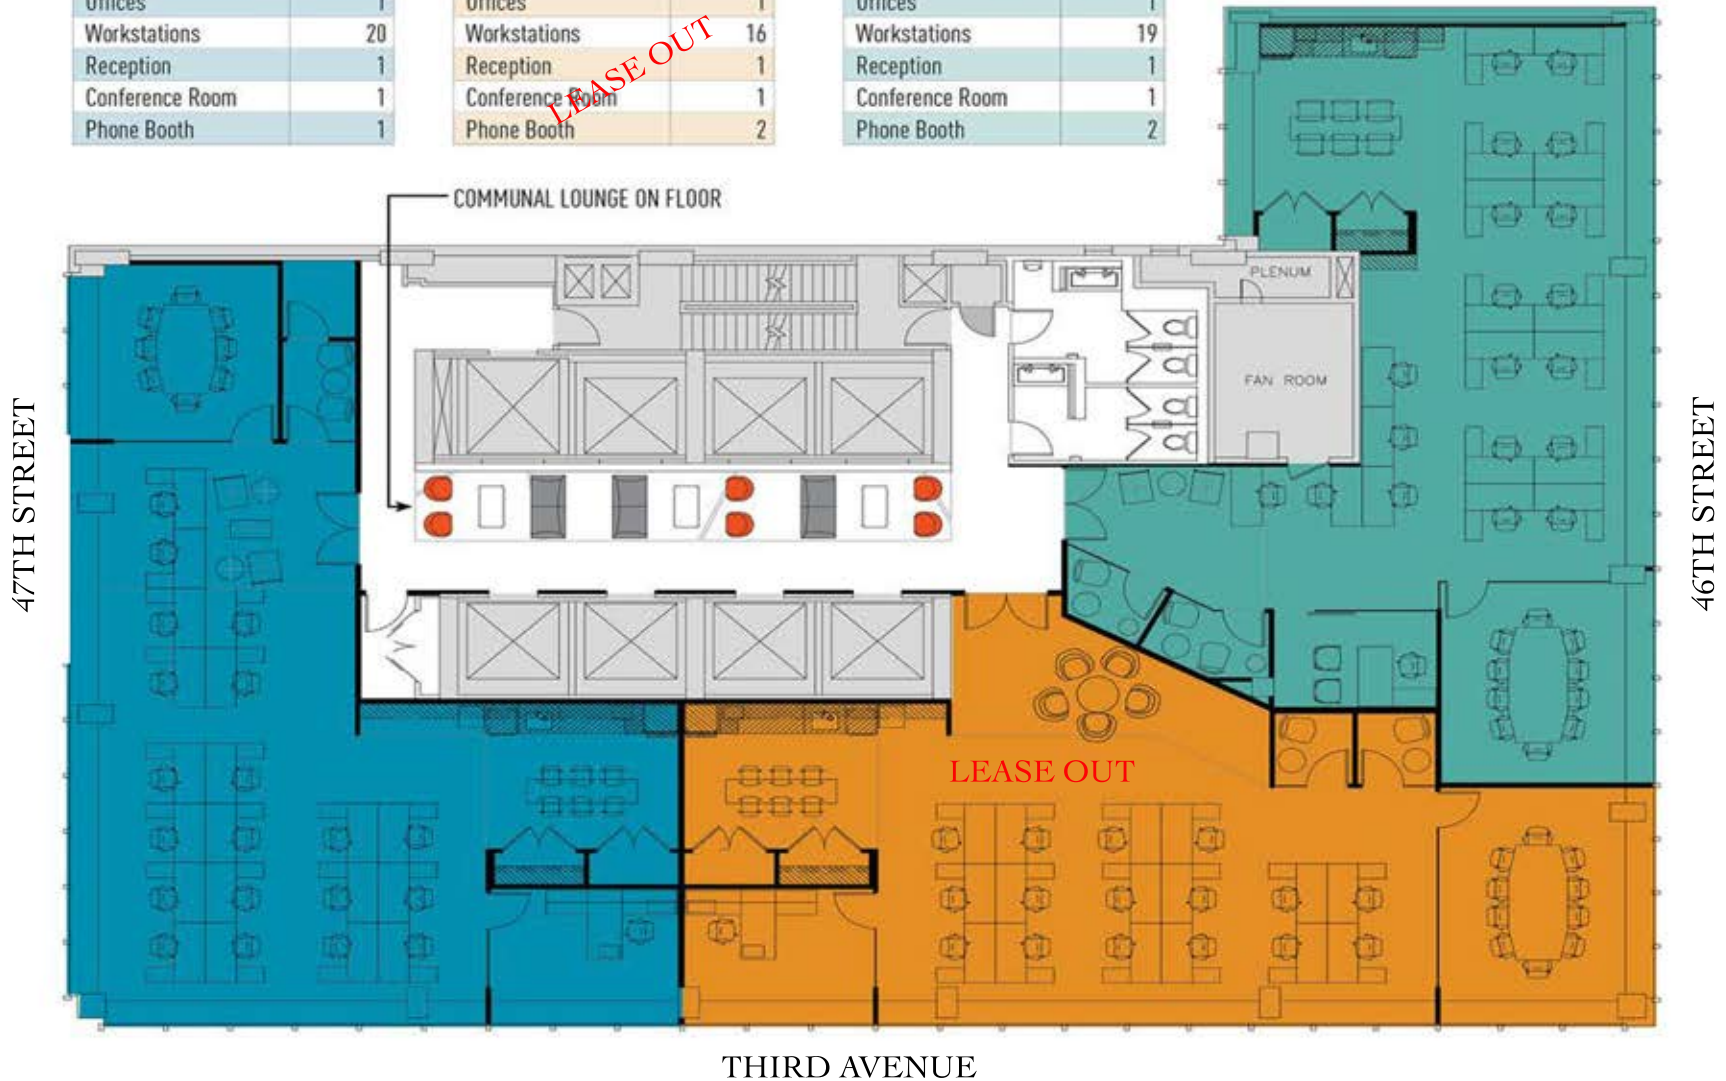 Offices 1
Workstations 20
Reception 1
Conference Room 1
Phone Booth 1
Offices 1
Workstations 16
Reception 1
Conference Room 1
Phone Booth 2
LEASE OUT
Offices 1
Workstations 19
Reception 1
Conference Room 1
Phone Booth 2
COMMUNAL LOUNGE ON FLOOR
PLENUM
FAN ROOM
47TH STREET
46TH STREET
LEASE OUT
THIRD AVENUE